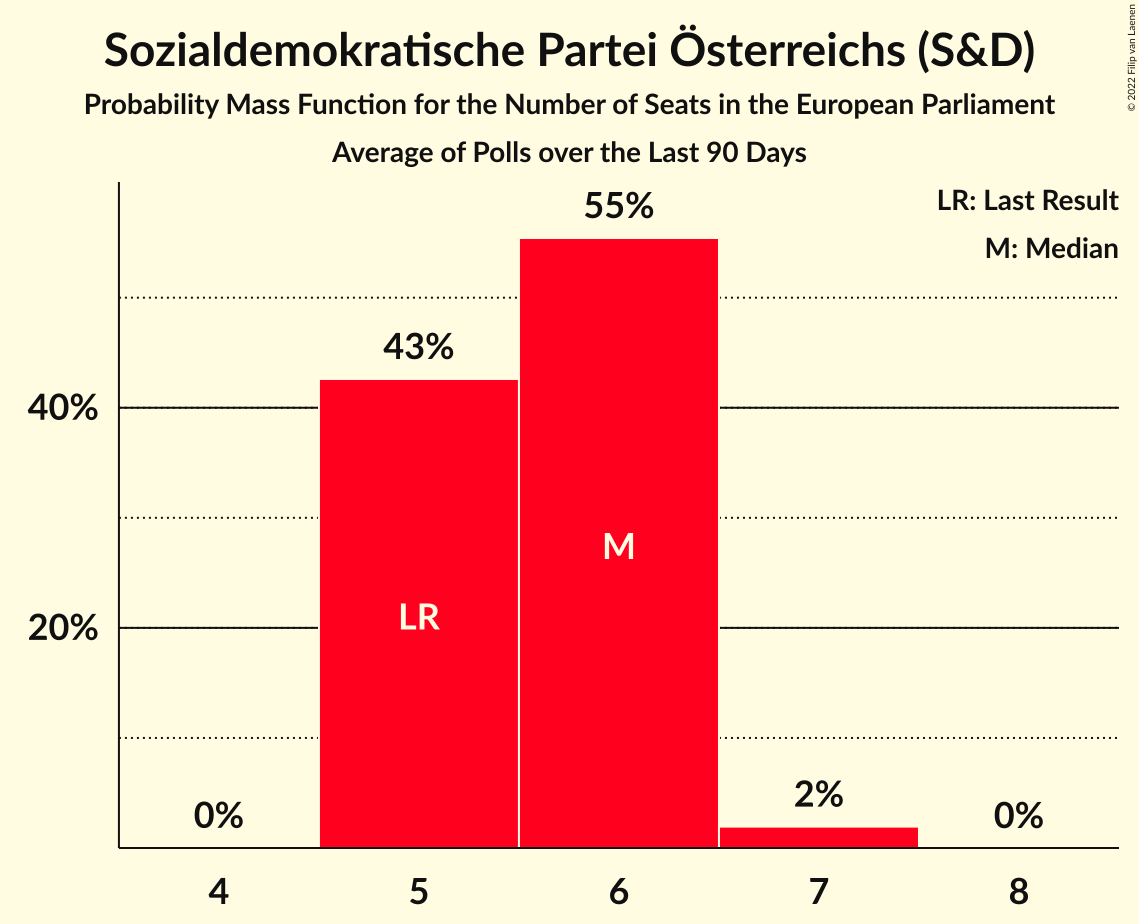 Sozialdemokratische Partei Österreichs (S&D)
Probability Mass Function for the Number of Seats in the European Parliament
Average of Polls over the Last 90 Days
© 2022 Filip van Laenen
LR: Last Result
M: Median
55%
43%
40%
M
LR
20%
2%
0%
0%
4
5
6
7
8